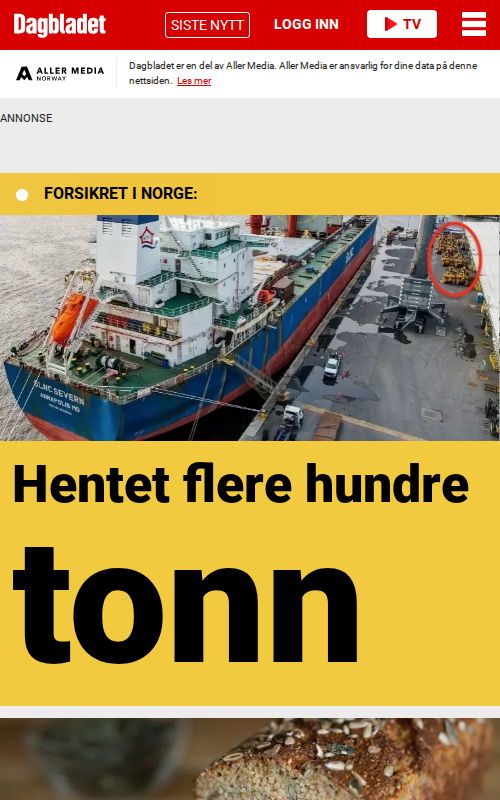 Dagbladet
SISTE NYTT
LOGG INN
TV
ALLER MEDIA
NORWAY
Dagbladet er en del av Aller Media. Aller Media er ansvarlig for dine data på denne
nettsiden. Les mer
ANNONSE
FORSIKRET I NORGE:
SLNC
SLNC SEVERN
ANNAPOLIS MD
Hentet flere hundre
tonn